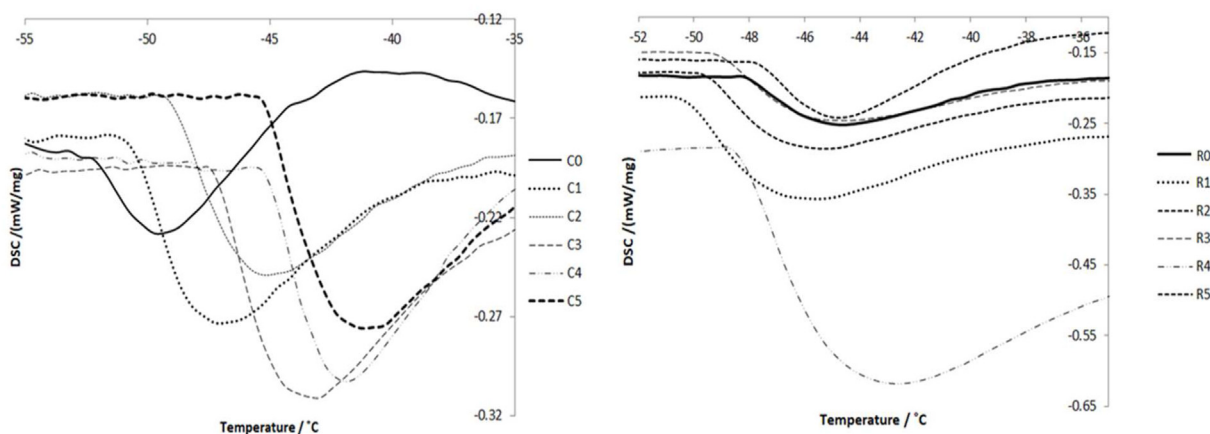 -0.12
-55 -50 -45 -40 -35
-0.17
-0.22
-0.27
-0.32
DSC /(mW/mg)
Temperature / °C
C0
C1
C2
C3
C4
C5
-52 -50 -48 -46 -44 -42 -40 -38 -36
-0.15
-0.25
-0.35
-0.45
-0.55
-0.65
DSC /(mW/mg)
Temperature / °C
R0
R1
R2
R3
R4
R5